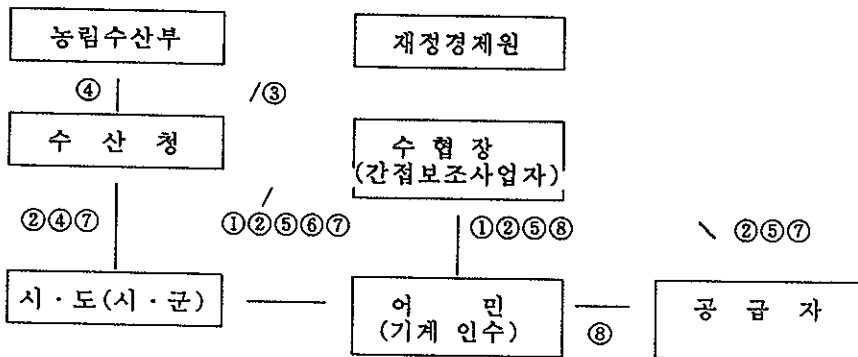 농림수산부 재정경제원
④ /③
수 산 청 수 협 장
(간접보조사업자)
②④⑦ ①②⑤⑥⑦ ①②⑤⑧ ②⑤⑦
시·도(시·군) 어 민 공 급 자
(기계 인수) ⑧